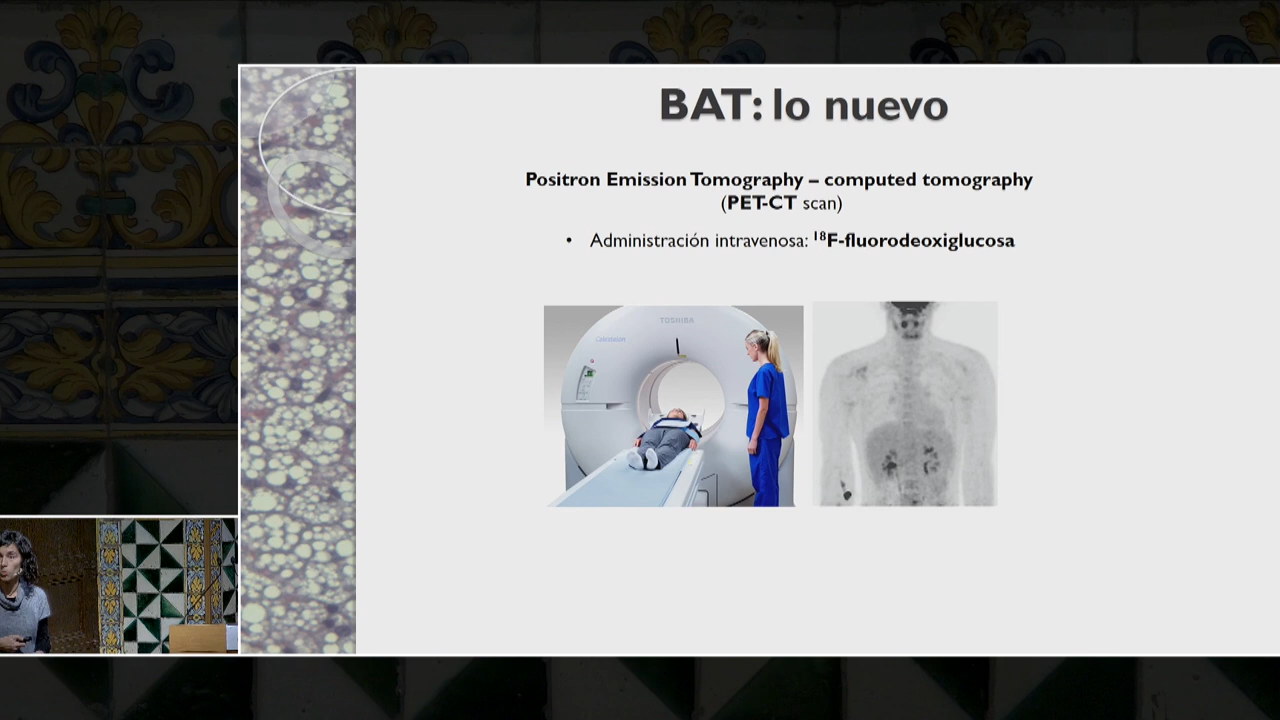 BAT: lo nuevo
Positron Emission Tomography – computed tomography
(PET-CT scan)
• Administración intravenosa: ¹⁸F-fluorodeoxiglucosa
TOSHIBA